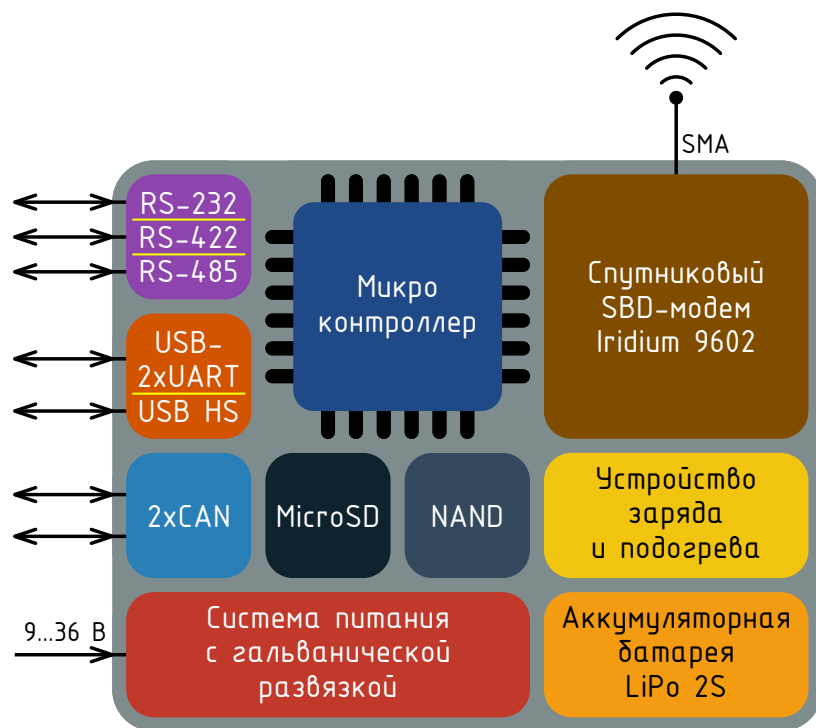 SMA
RS-232
RS-422
RS-485
Микро
контроллер
Спутниковый
SBD-модем
Iridium 9602
USB-
2xUART
USB HS
2xCAN
MicroSD
NAND
Устройство
заряда
и подогрева
9...36 В
Система питания
с гальванической
развязкой
Аккумуляторная
батарея
LiPo 2S